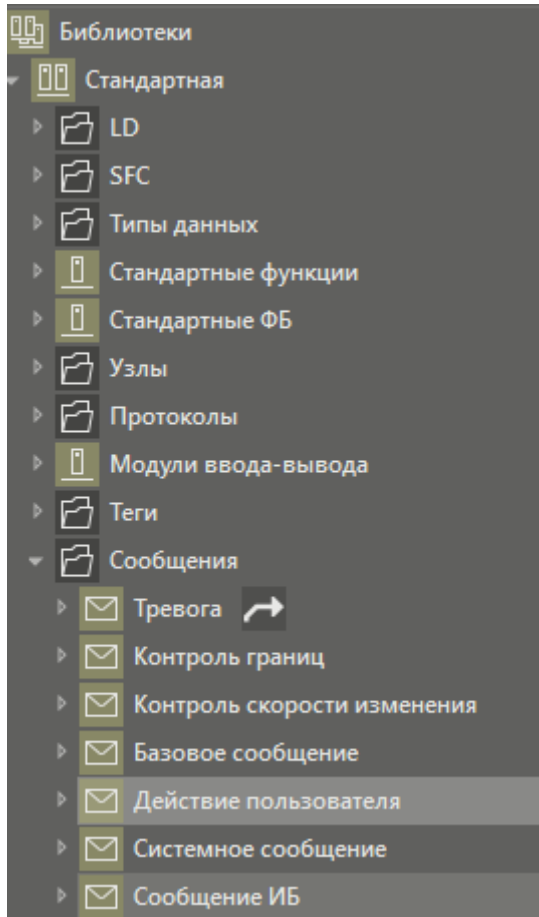 Библиотеки
Стандартная
LD
SFC
Типы данных
Стандартные функции
Стандартные ФБ
Узлы
Протоколы
Модули ввода-вывода
Теги
Сообщения
Тревога
Контроль границ
Контроль скорости изменения
Базовое сообщение
Действие пользователя
Системное сообщение
Сообщение ИБ